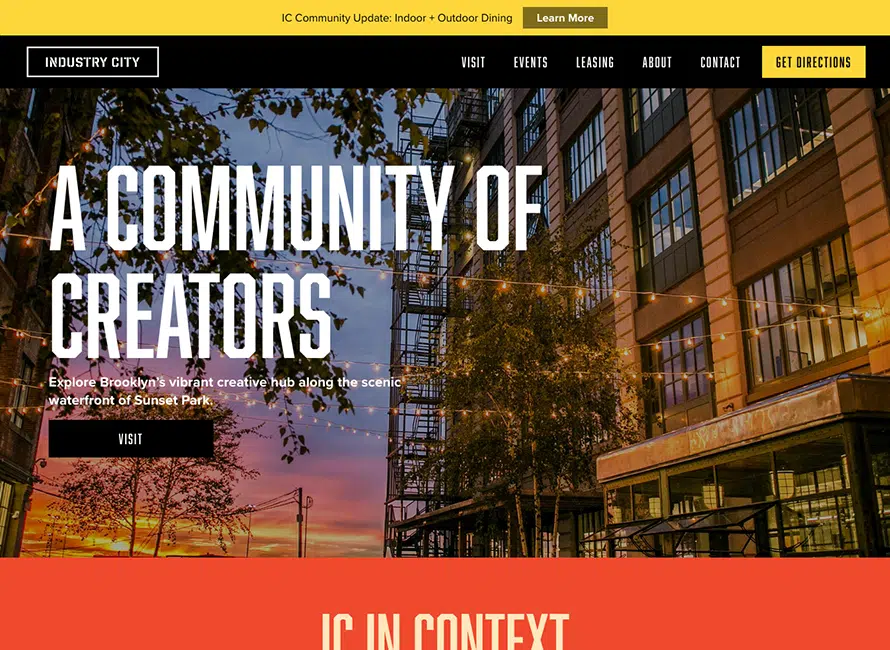 IC Community Update: Indoor + Outdoor Dining Learn More
INDUSTRY CITY VISIT EVENTS LEASING ABOUT CONTACT GET DIRECTIONS
A COMMUNITY OF
CREATORS
Explore Brooklyn's vibrant creative hub along the scenic
waterfront of Sunset Park.
VISIT
IC IN CONTEXT